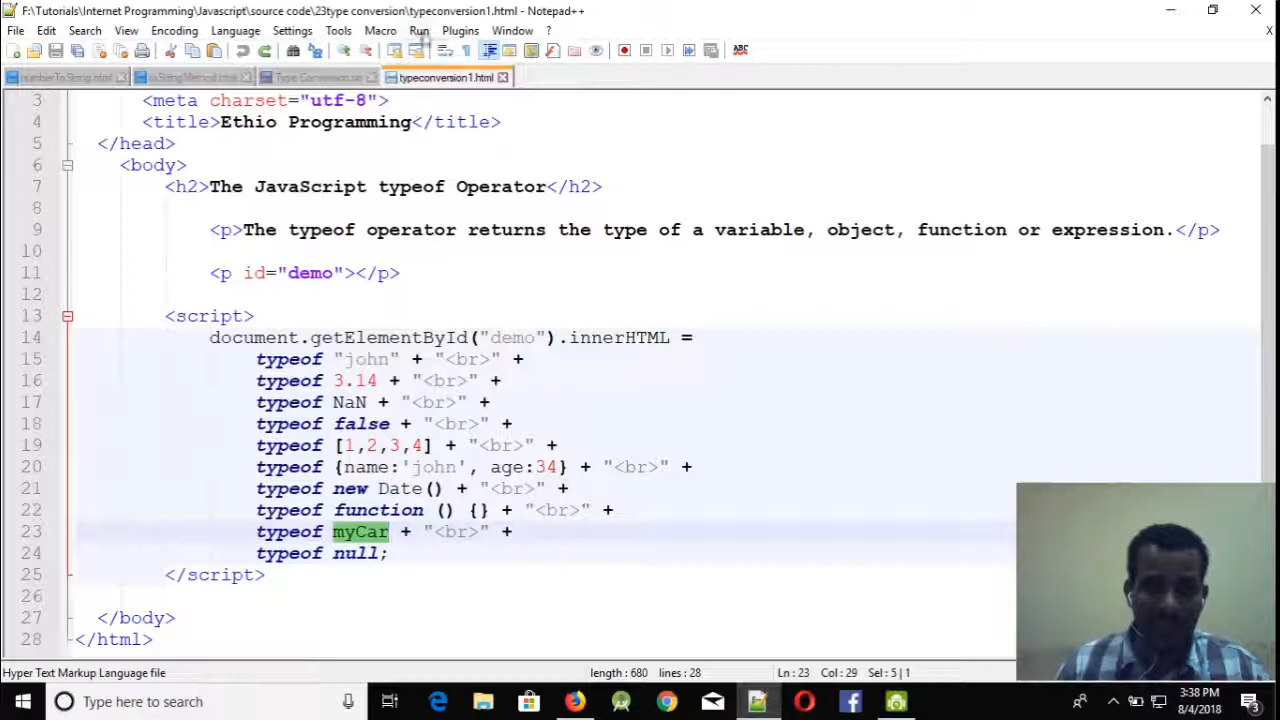 F:\Tutorials\Internet Programming\Javascript\source code\23type conversion\typeconversion1.html - Notepad++
File Edit Search View Encoding Language Settings Tools Macro Run Plugins Window ?
X
numberToString.html toStringMethod.html typeconversion1.html
3 <meta charset="utf-8">
4 <title>Ethio Programming</title>
5 </head>
6 <body>
7 <h2>The JavaScript typeof Operator</h2>
8
9 <p>The typeof operator returns the type of a variable, object, function or expression.</p>
10
11 <p id="demo"></p>
12
13 <script>
14 document.getElementById("demo").innerHTML =
15 typeof "john" + "<br>" +
16 typeof 3.14 + "<br>" +
17 typeof NaN + "<br>" +
18 typeof false + "<br>" +
19 typeof [1,2,3,4] + "<br>" +
20 typeof {name:'john', age:34} + "<br>" +
21 typeof new Date() + "<br>" +
22 typeof function () {} + "<br>" +
23 typeof myCar + "<br>" +
24 typeof null;
25 </script>
26
27 </body>
28 </html>
Hyper Text Markup Language file length : 680 lines : 28 Ln : 23 Col : 29 Sel : 5 | 1
Type here to search
3:38 PM
8/4/2018
3